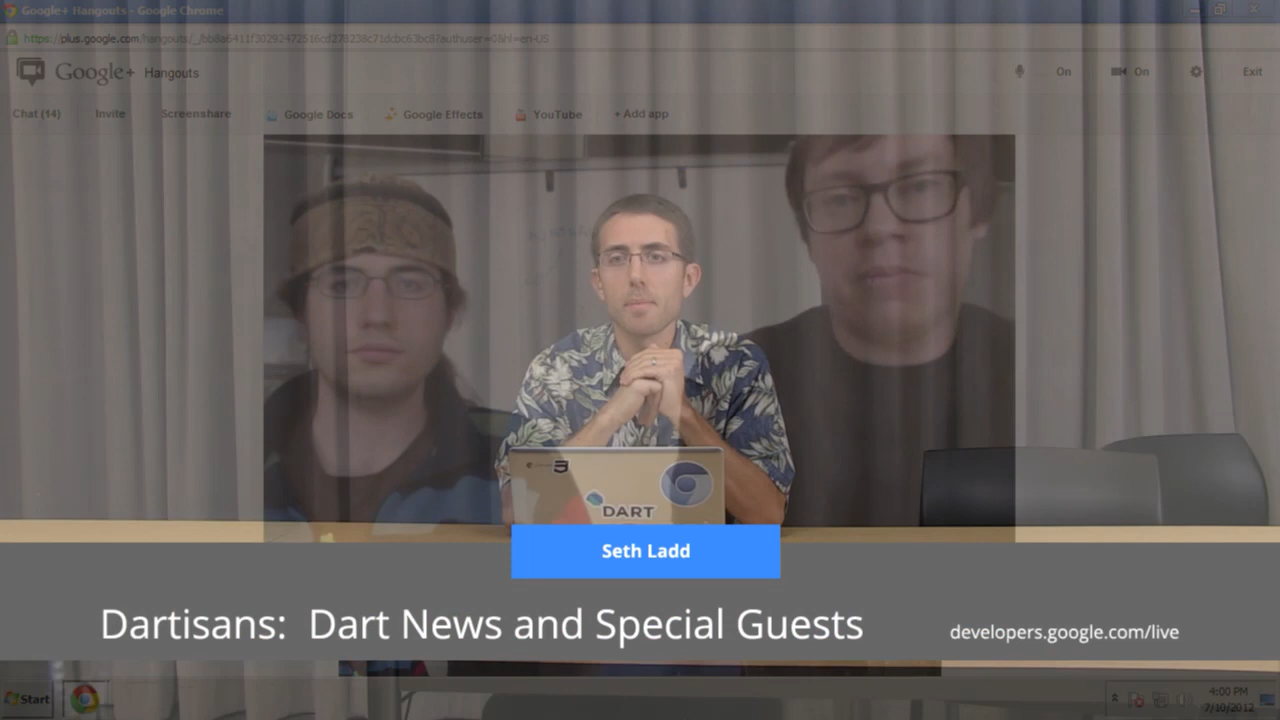 Google+ Hangouts - Google Chrome
Google+ Hangouts
On On Exit
Chat (14) Invite Screenshare Google Docs Google Effects YouTube + Add app
DART
Seth Ladd
Dartisans: Dart News and Special Guests
developers.google.com/live
Start
4:00 PM
7/10/2012